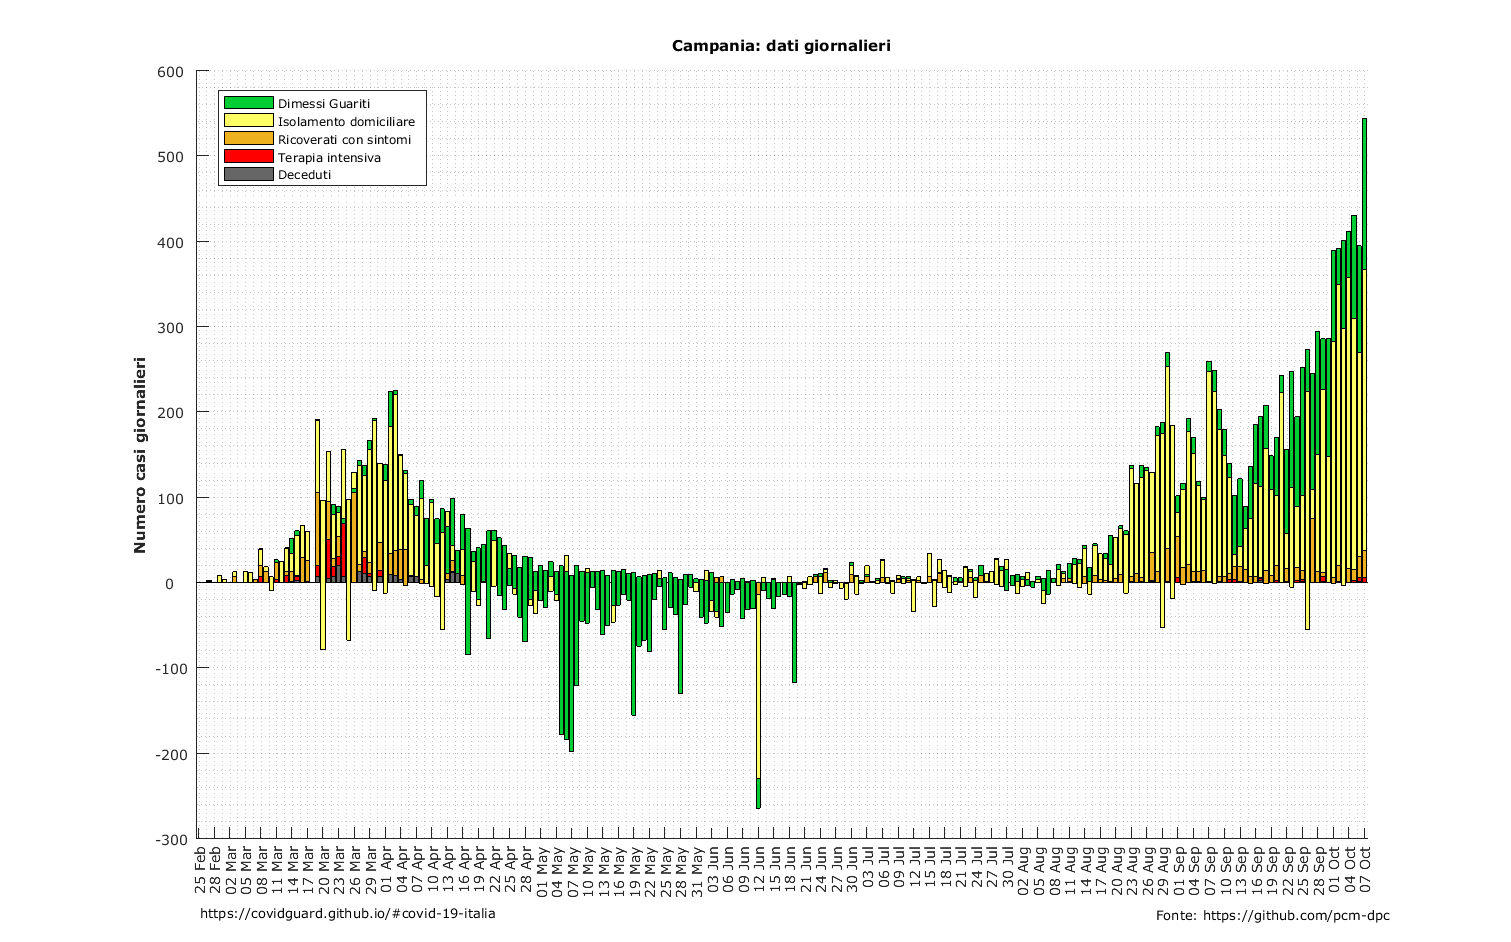 Campania: dati giornalieri
Numero casi giornalieri
600
500
400
300
200
100
0
-100
-200
-300
Dimessi Guariti
Isolamento domiciliare
Ricoverati con sintomi
Terapia intensiva
Deceduti
25 Feb
28 Feb
02 Mar
05 Mar
08 Mar
11 Mar
14 Mar
17 Mar
20 Mar
23 Mar
26 Mar
29 Mar
01 Apr
04 Apr
07 Apr
10 Apr
13 Apr
16 Apr
19 Apr
22 Apr
25 Apr
28 Apr
01 May
04 May
07 May
10 May
13 May
16 May
19 May
22 May
25 May
28 May
31 May
03 Jun
06 Jun
09 Jun
12 Jun
15 Jun
18 Jun
21 Jun
24 Jun
27 Jun
30 Jun
03 Jul
06 Jul
09 Jul
12 Jul
15 Jul
18 Jul
21 Jul
24 Jul
27 Jul
30 Jul
02 Aug
05 Aug
08 Aug
11 Aug
14 Aug
17 Aug
20 Aug
23 Aug
26 Aug
29 Aug
01 Sep
04 Sep
07 Sep
10 Sep
13 Sep
16 Sep
19 Sep
22 Sep
25 Sep
28 Sep
01 Oct
04 Oct
07 Oct
https://covidguard.github.io/#covid-19-italia
Fonte: https://github.com/pcm-dpc